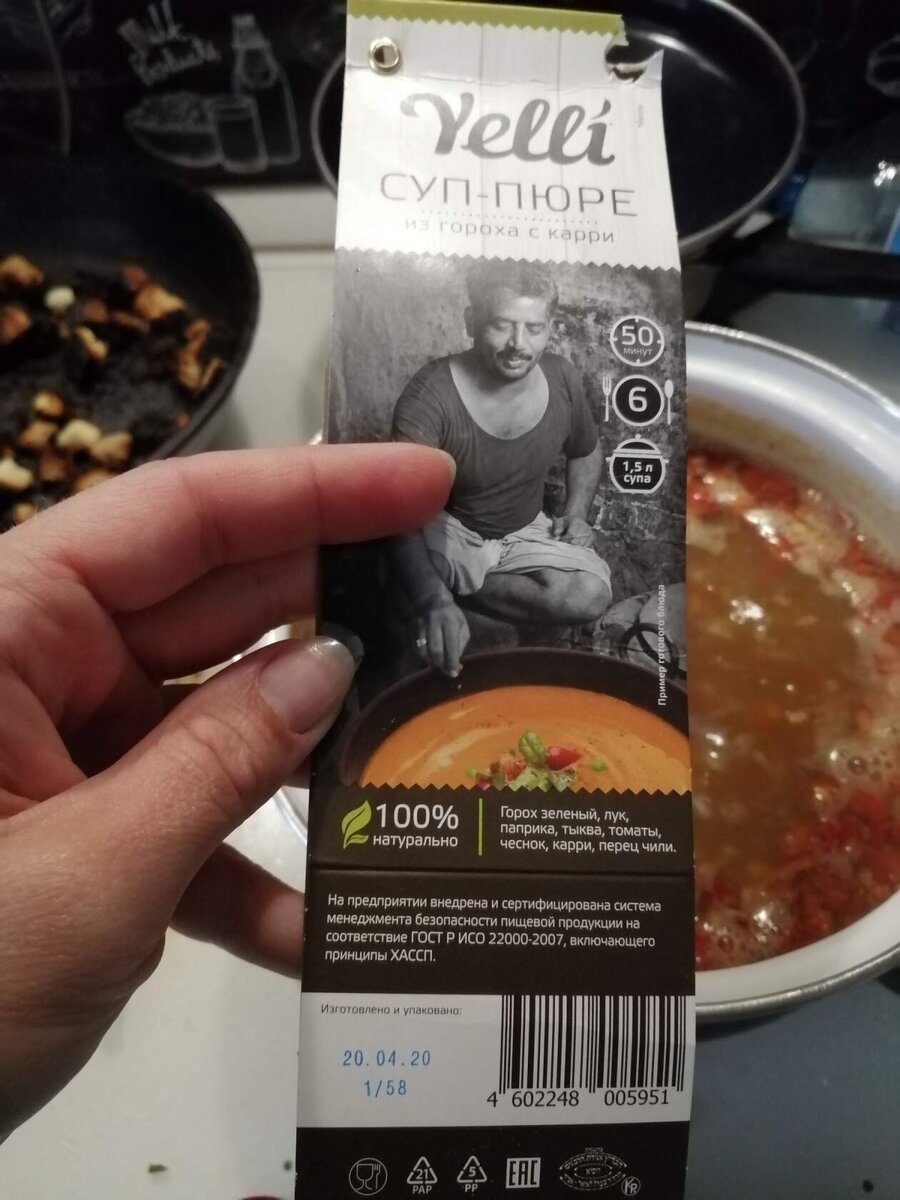 Yellí
СУП-ПЮРЕ
из гороха с карри
50
минут
6
1,5 л
супа
Пример готового блюда
100%
натурально
Горох зеленый, лук,
паприка, тыква, томаты,
чеснок, карри, перец чили.
На предприятии внедрена и сертифицирована система
менеджмента безопасности пищевой продукции на
соответствие ГОСТ Р ИСО 22000-2007, включающего
принципы ХАССП.
Изготовлено и упаковано:
20.04.20
1/58
4 602248 005951
21
PAP
5
PP
EAC
KR